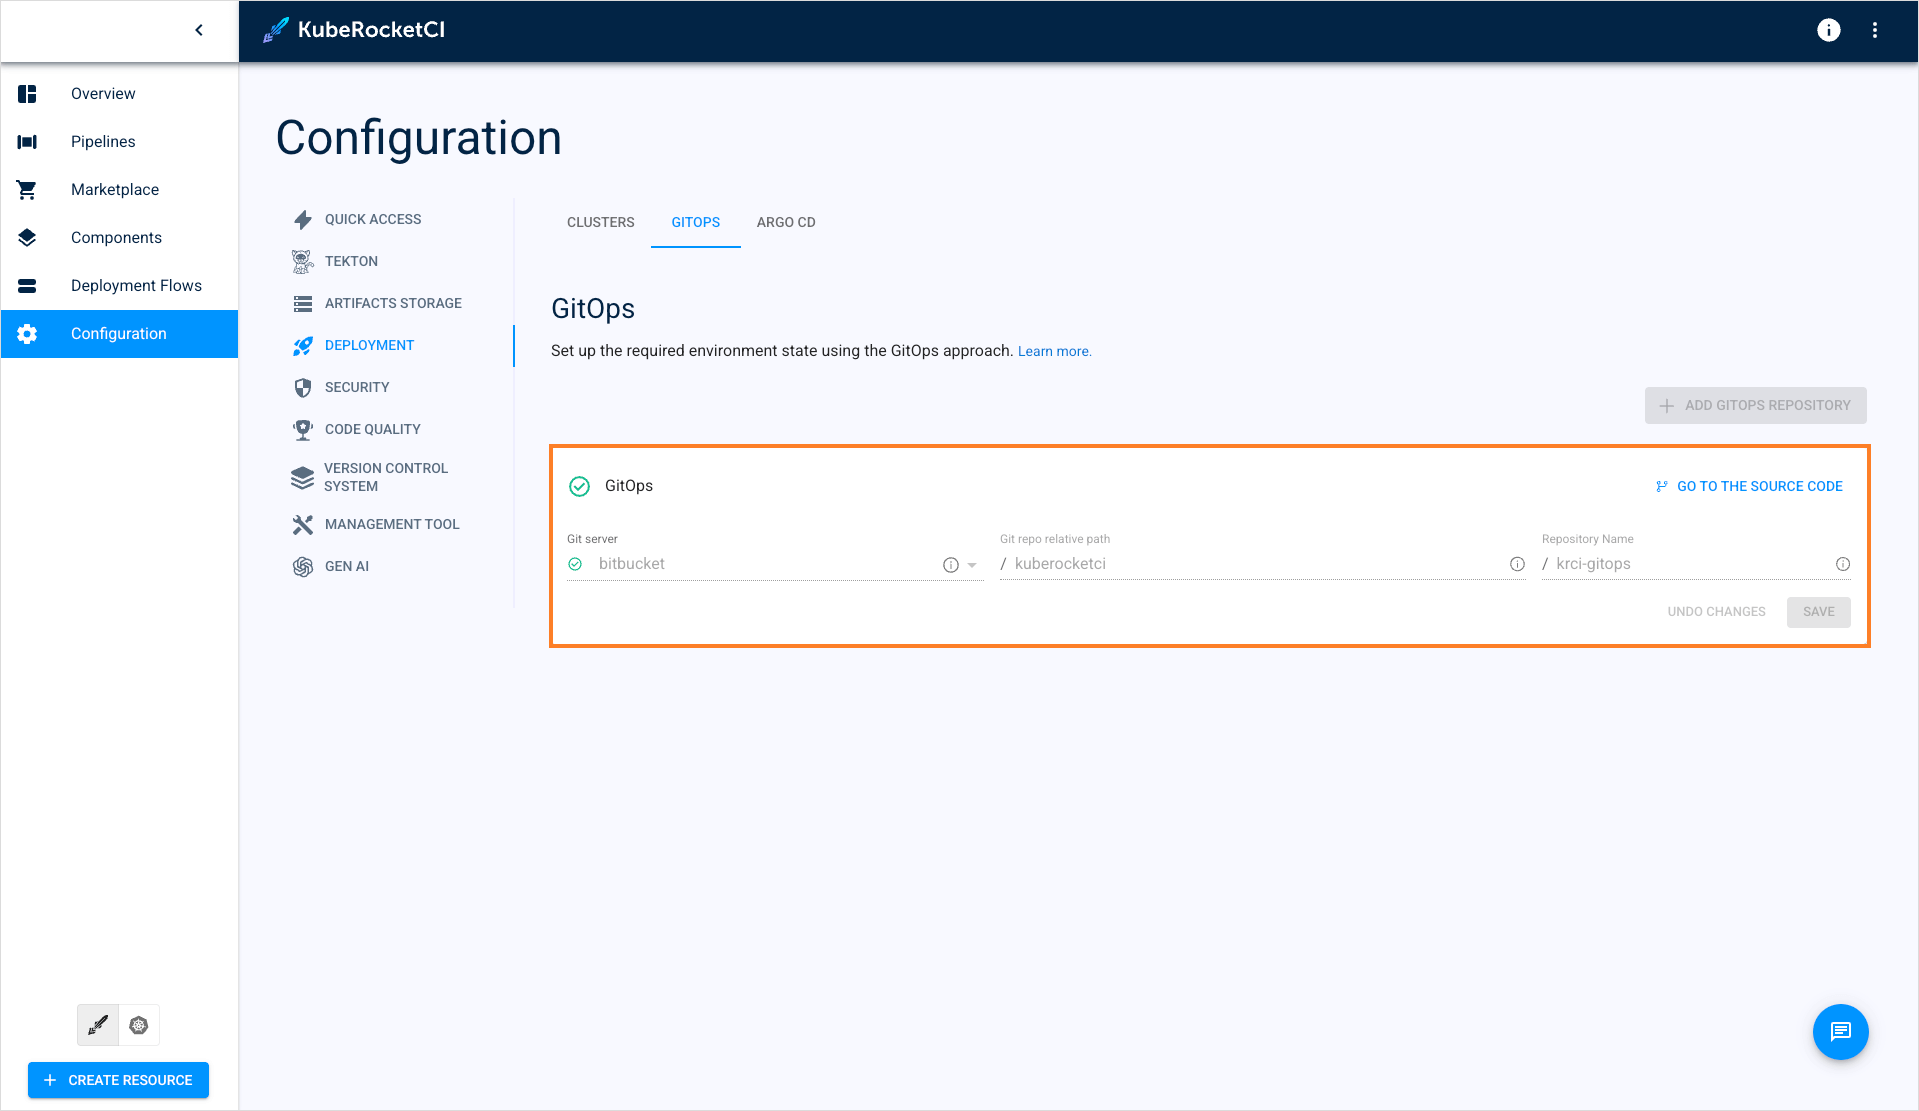 KubeRocketCI
Overview
Pipelines
Marketplace
Components
Deployment Flows
Configuration
CREATE RESOURCE
Configuration
QUICK ACCESS
TEKTON
ARTIFACTS STORAGE
DEPLOYMENT
SECURITY
CODE QUALITY
VERSION CONTROL
SYSTEM
MANAGEMENT TOOL
GEN AI
CLUSTERS GITOPS ARGO CD
GitOps
Set up the required environment state using the GitOps approach. Learn more.
ADD GITOPS REPOSITORY
GitOps
GO TO THE SOURCE CODE
Git server
bitbucket
Git repo relative path
/ kuberocketci
Repository Name
/ krci-gitops
UNDO CHANGES SAVE